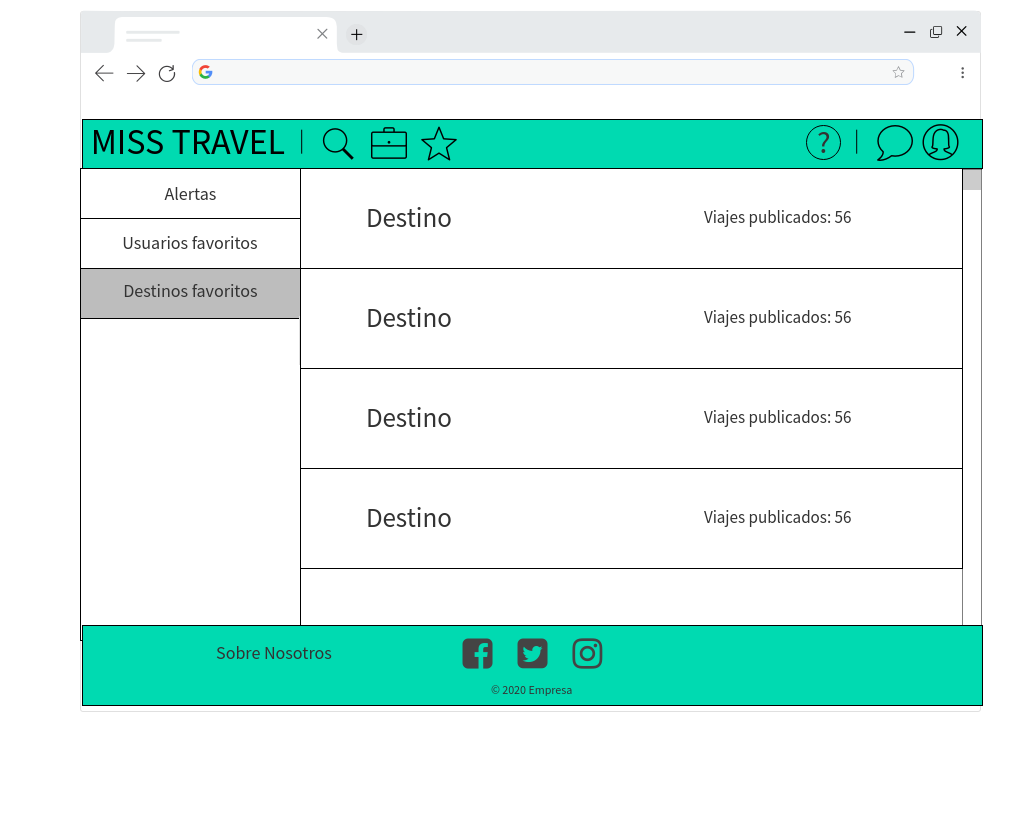 MISS TRAVEL
?
Alertas
Usuarios favoritos
Destinos favoritos
Destino
Viajes publicados: 56
Destino
Viajes publicados: 56
Destino
Viajes publicados: 56
Destino
Viajes publicados: 56
Sobre Nosotros
© 2020 Empresa